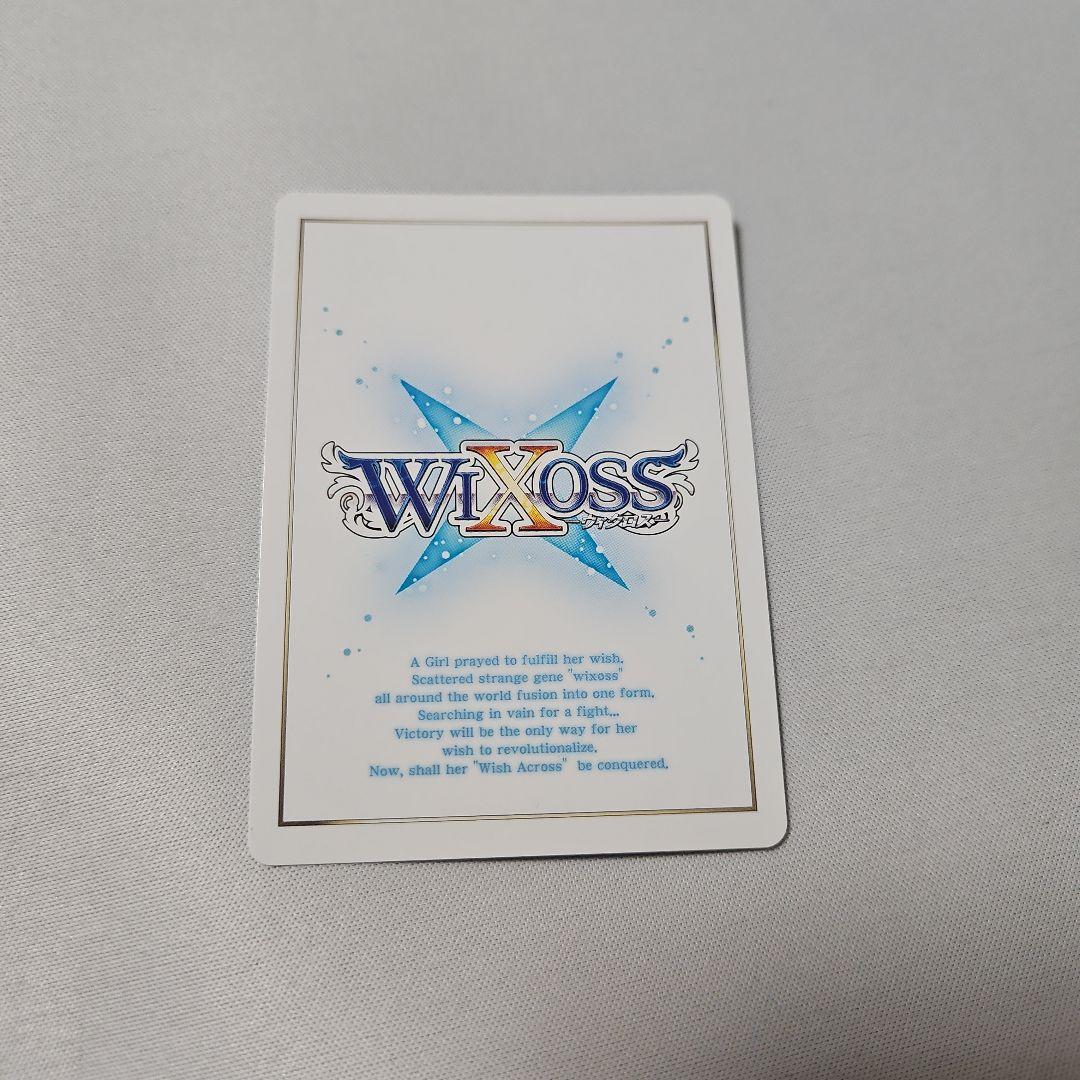 WIXOSS
ーウィクロスー
A Girl prayed to fulfill her wish.
Scattered strange gene "wixoss"
all around the world fusion into one form.
Searching in vain for a fight...
Victory will be the only way for her
wish to revolutionalize.
Now, shall her "Wish Across" be conquered.